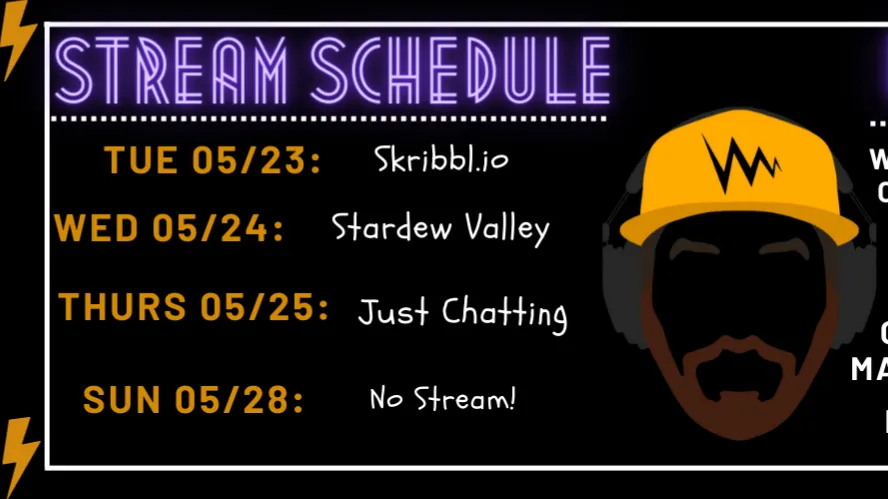 STREAM SCHEDULE
TUE 05/23: Skribbl.io
WED 05/24: Stardew Valley
THURS 05/25: Just Chatting
SUN 05/28: No Stream!